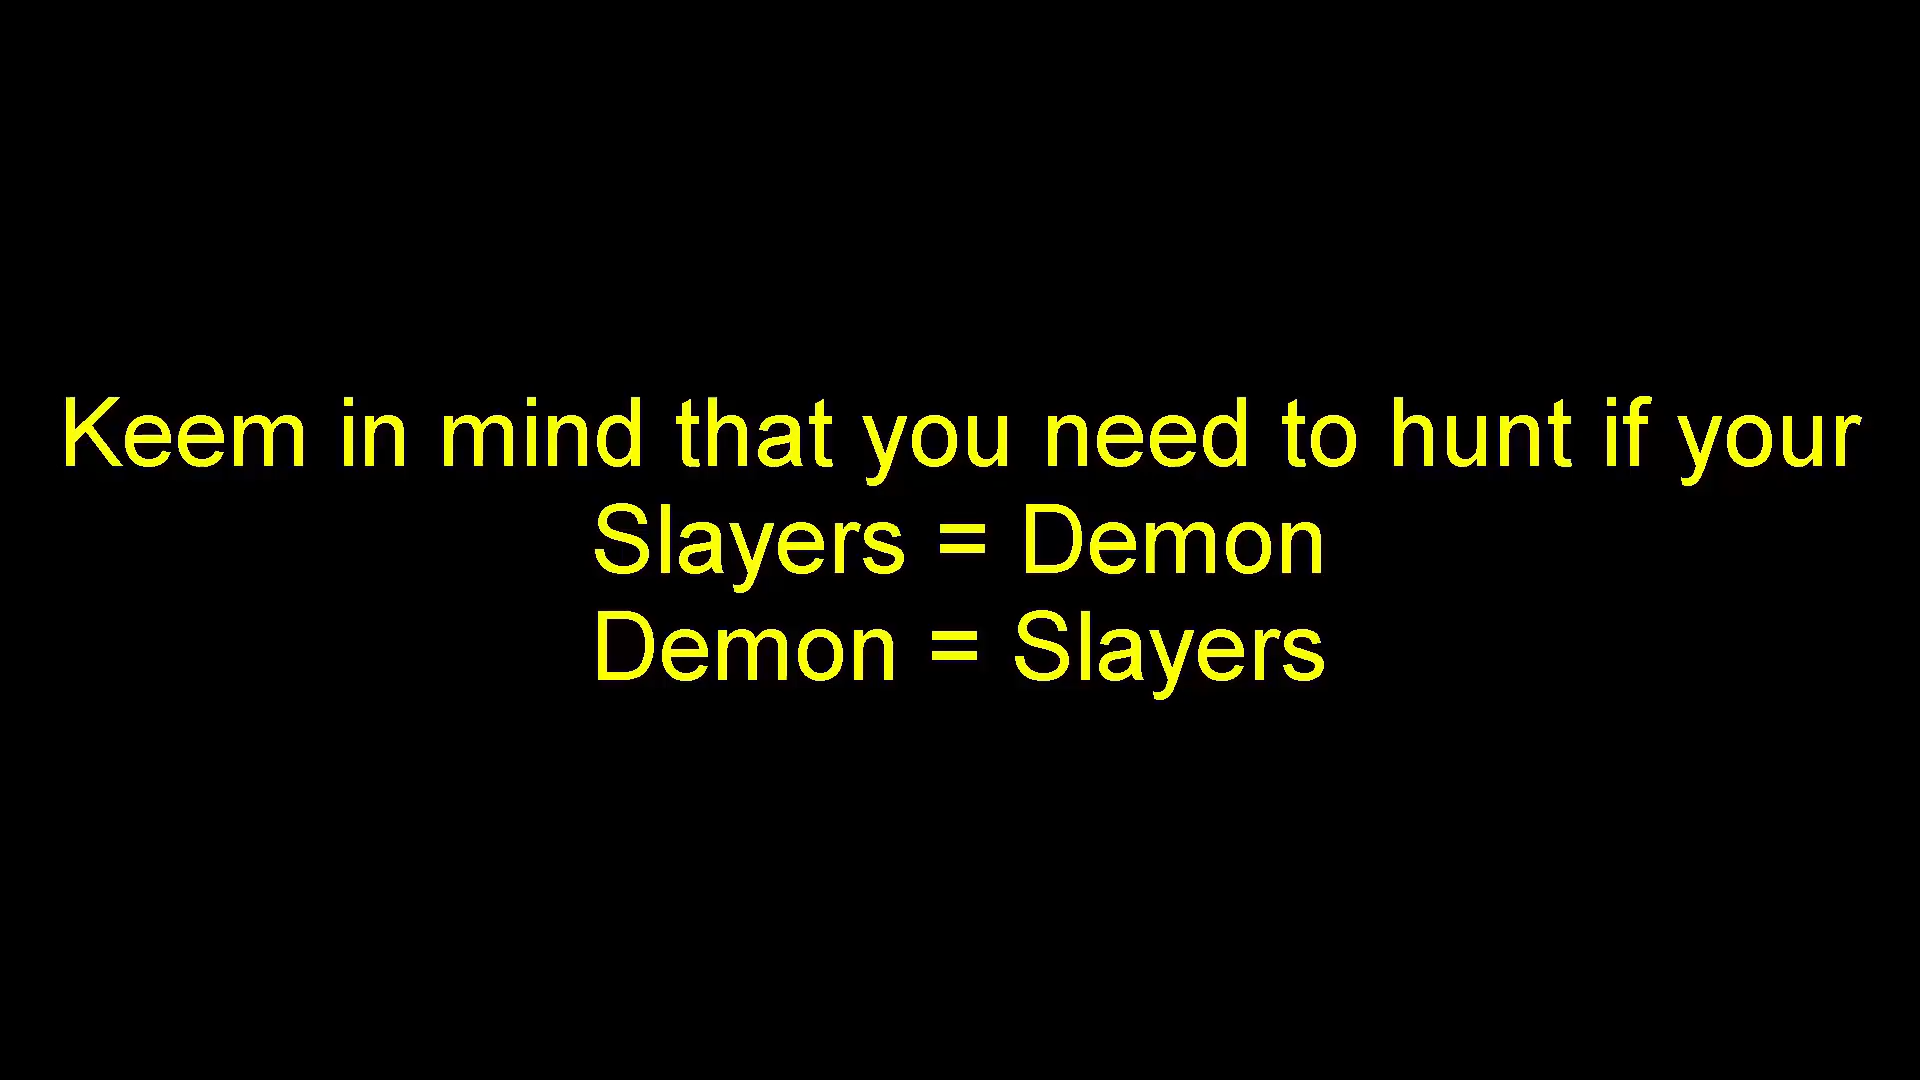 Keem in mind that you need to hunt if your
Slayers = Demon
Demon = Slayers